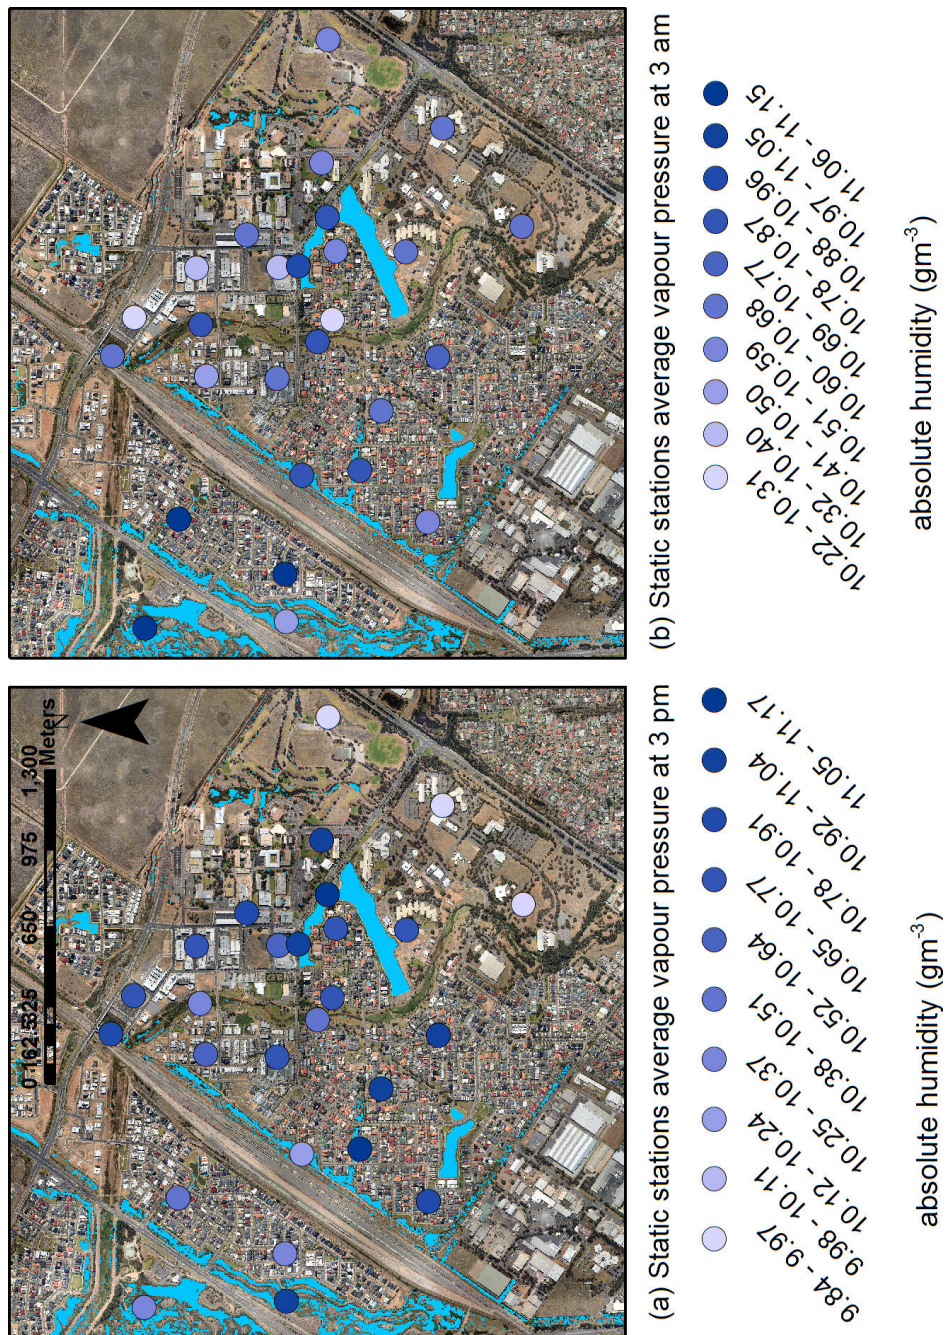 0 162.5325 650 975 1,300
Meters
(a) Static stations average vapour pressure at 3 pm
9.84 - 9.97
9.98 - 10.11
10.12 - 10.24
10.25 - 10.37
10.38 - 10.51
10.52 - 10.64
10.65 - 10.77
10.78 - 10.91
10.92 - 11.04
11.05 - 11.17
absolute humidity (gm-3)
(b) Static stations average vapour pressure at 3 am
10.22 - 10.31
10.32 - 10.40
10.41 - 10.50
10.51 - 10.59
10.60 - 10.68
10.69 - 10.77
10.78 - 10.87
10.88 - 10.96
10.97 - 11.05
11.06 - 11.15
absolute humidity (gm-3)